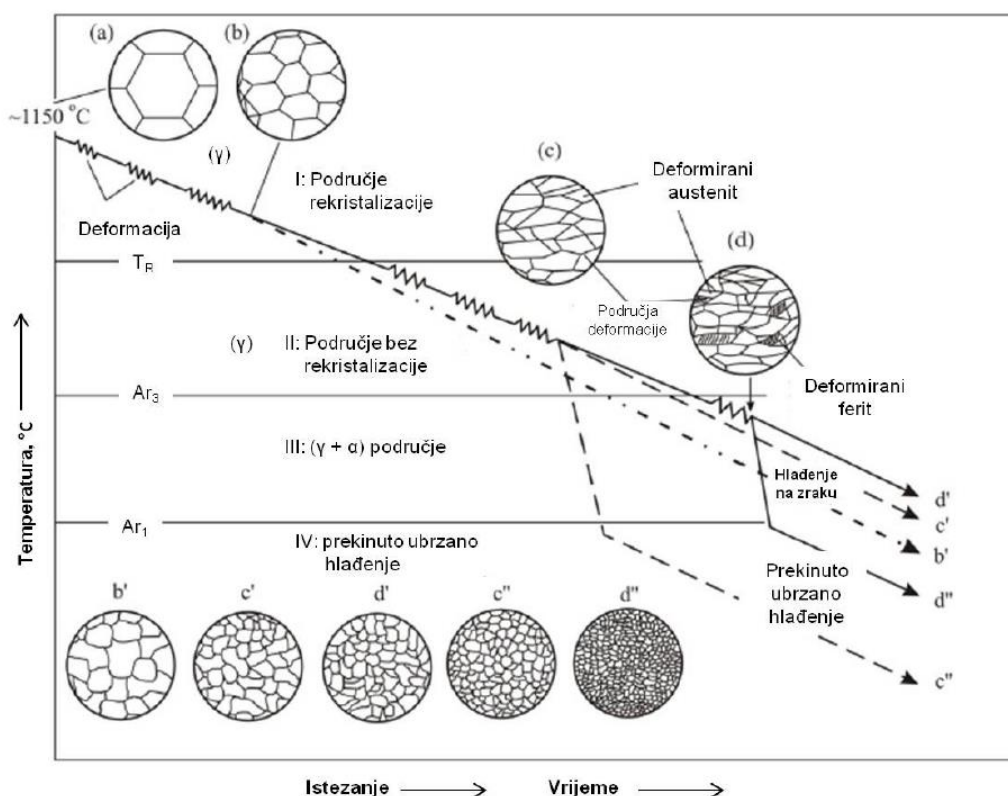 (a)
(b)
~1150 °C
(γ)
I: Područje
rekristalizacije
(c)
Deformirani
austenit
Deformacija
(d)
T_R
Područja
deformacije
(γ)
II: Područje bez
rekristalizacije
Deformirani
ferit
Ar₃
Temperatura, °C
III: (γ + α) područje
Hlađenje
na zraku
d'
c'
Ar₁
b'
IV: prekinuto ubrzano
hlađenje
Prekinuto
ubrzano
hlađenje
b'
c'
d'
c"
d"
d"
c"
Istezanje
Vrijeme